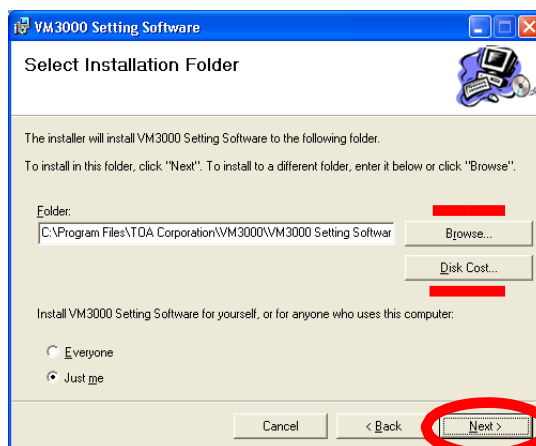 VM3000 Setting Software
Select Installation Folder
The installer will install VM3000 Setting Software to the following folder.
To install in this folder, click "Next". To install to a different folder, enter it below or click "Browse".
Folder:
C:\Program Files\TOA Corporation\VM3000\VM3000 Setting Softwar
Browse...
Disk Cost...
Install VM3000 Setting Software for yourself, or for anyone who uses this computer:
Everyone
Just me
Cancel < Back Next >